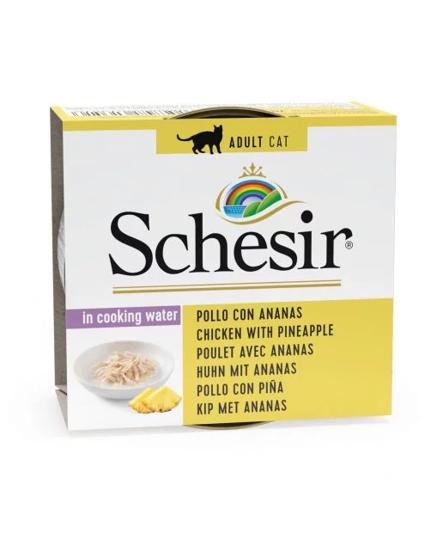 ADULT CAT
Schesir®
in cooking water
POLLO CON ANANAS
CHICKEN WITH PINEAPPLE
POULET AVEC ANANAS
HUHN MIT ANANAS
POLLO CON PIÑA
KIP MET ANANAS